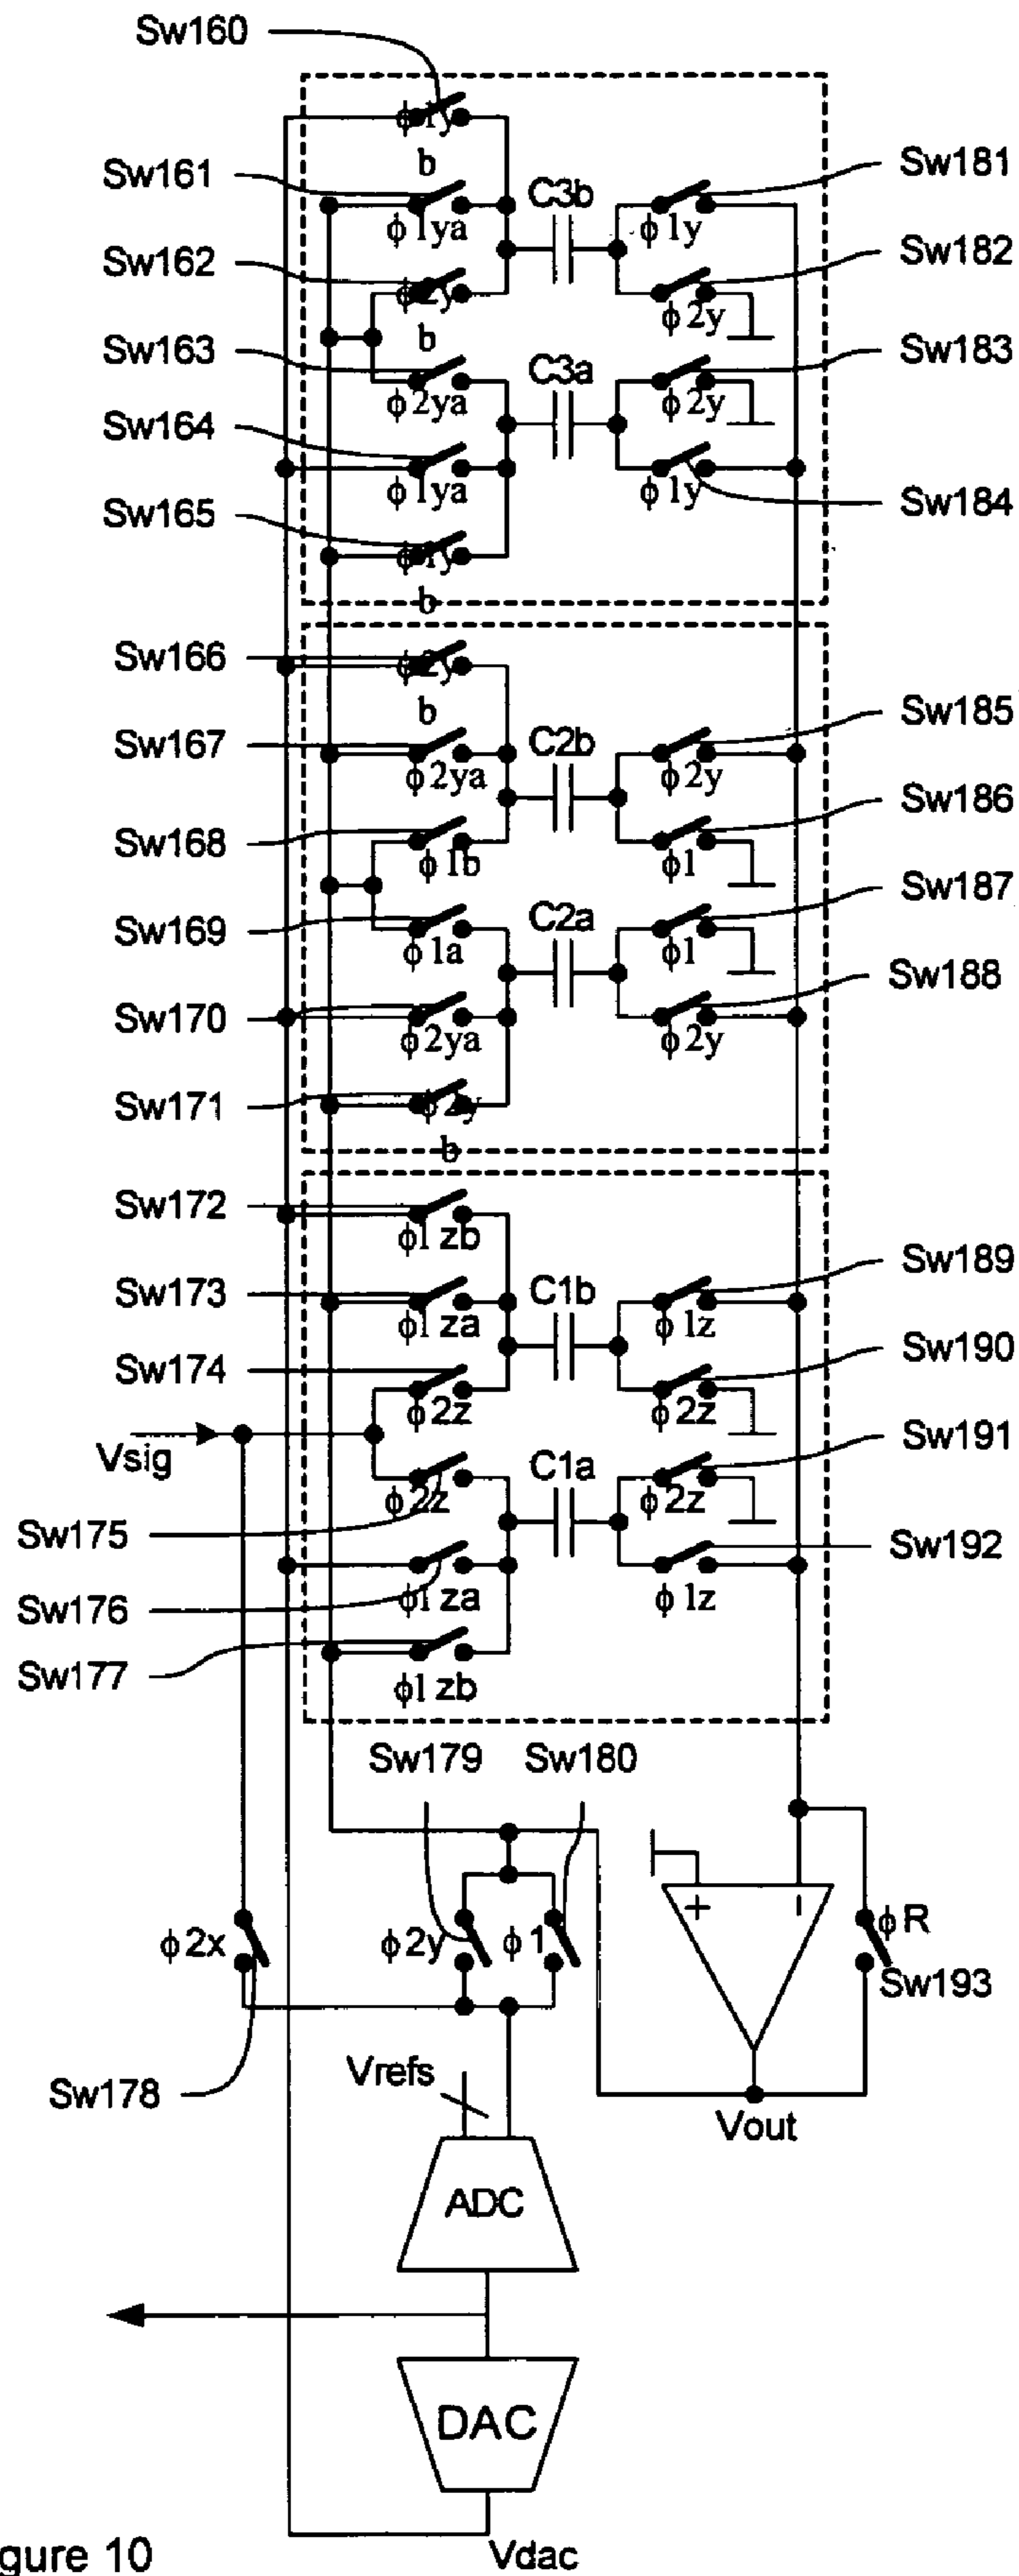 Sw160
ϕ1y
b
Sw161
ϕ1ya
C3b
ϕ1y
Sw181
Sw162
ϕ2y
b
ϕ2y
Sw182
Sw163
ϕ2ya
C3a
ϕ2y
Sw183
Sw164
ϕ1ya
ϕ1y
Sw184
Sw165
ϕ1y
b
Sw166
ϕ2y
b
Sw167
ϕ2ya
C2b
ϕ2y
Sw185
Sw168
ϕ1b
ϕ1
Sw186
Sw169
ϕ1a
C2a
ϕ1
Sw187
Sw170
ϕ2ya
ϕ2y
Sw188
Sw171
ϕ2y
b
Sw172
ϕ1 zb
Sw173
ϕ1 za
C1b
ϕ1z
Sw189
Sw174
ϕ2z
ϕ2z
Sw190
Vsig
ϕ2z
C1a
ϕ2z
Sw191
Sw175
Sw176
ϕ1 za
ϕ1z
Sw192
Sw177
ϕ1 zb
Sw179
Sw180
ϕ2x
ϕ2y
ϕ1
+
−
ϕR
Sw193
Sw178
Vrefs
Vout
ADC
DAC
Vdac
gure 10